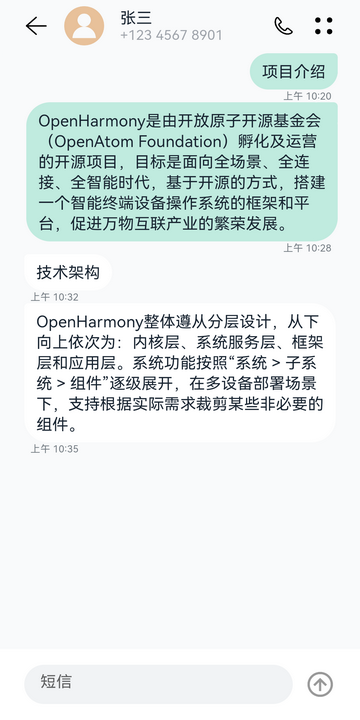 张三
+123 4567 8901
项目介绍
上午 10:20
OpenHarmony是由开放原子开源基金会
（OpenAtom Foundation）孵化及运营
的开源项目，目标是面向全场景、全连
接、全智能时代，基于开源的方式，搭建
一个智能终端设备操作系统的框架和平
台，促进万物互联产业的繁荣发展。
上午 10:28
技术架构
上午 10:32
OpenHarmony整体遵从分层设计，从下
向上依次为：内核层、系统服务层、框架
层和应用层。系统功能按照“系统 > 子系
统 > 组件”逐级展开，在多设备部署场景
下，支持根据实际需求裁剪某些非必要的
组件。
上午 10:35
短信